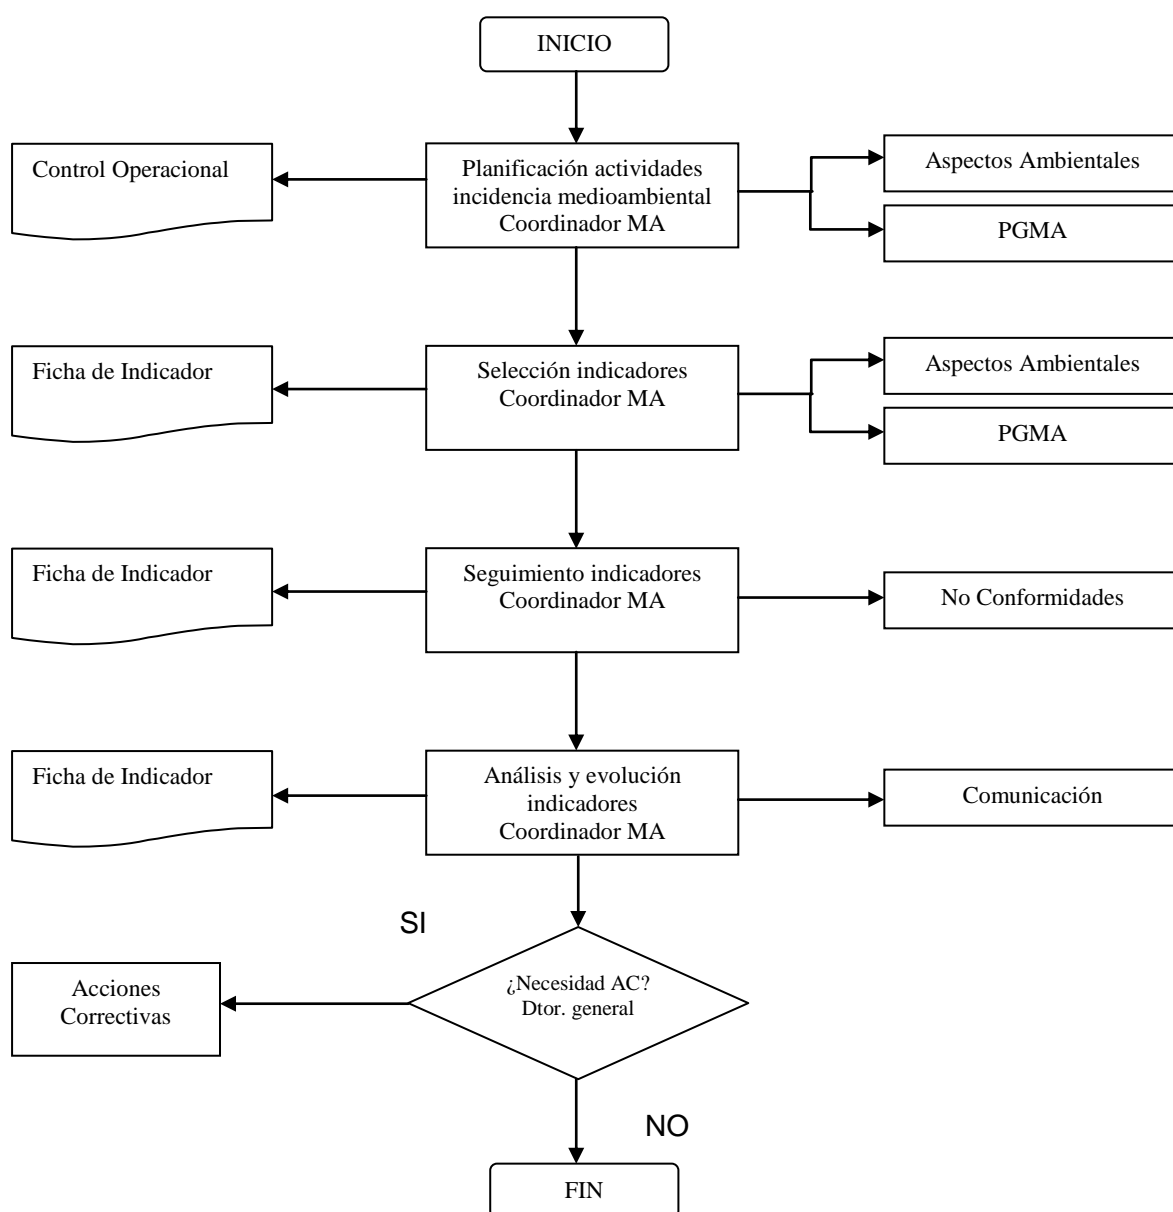 INICIO
Control Operacional
Planificación actividades
incidencia medioambiental
Coordinador MA
Aspectos Ambientales
PGMA
Ficha de Indicador
Selección indicadores
Coordinador MA
Aspectos Ambientales
PGMA
Ficha de Indicador
Seguimiento indicadores
Coordinador MA
No Conformidades
Ficha de Indicador
Análisis y evolución
indicadores
Coordinador MA
Comunicación
SI
Acciones
Correctivas
¿Necesidad AC?
Dtor. general
NO
FIN